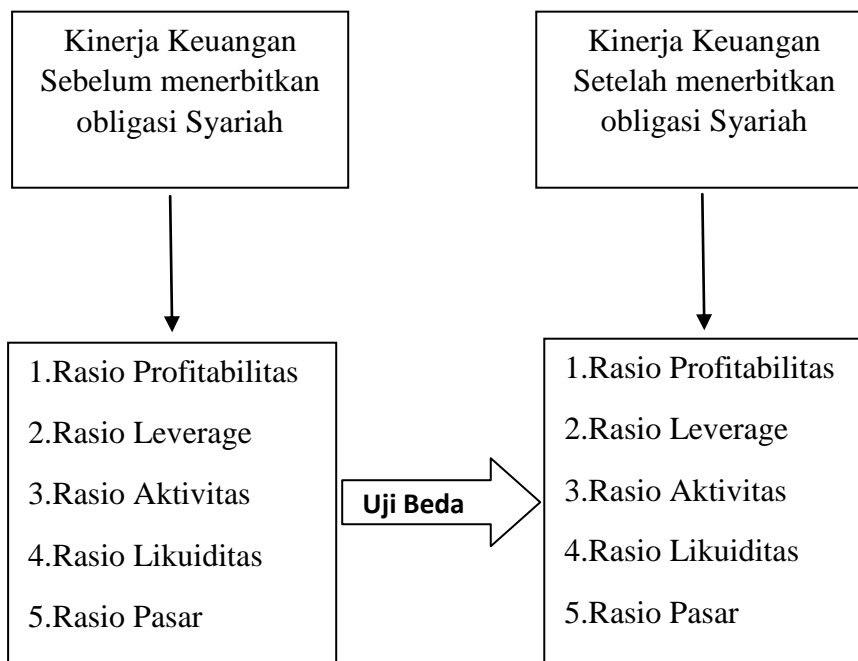 Kinerja Keuangan
Sebelum menerbitkan
obligasi Syariah
Kinerja Keuangan
Setelah menerbitkan
obligasi Syariah
1.Rasio Profitabilitas
2.Rasio Leverage
3.Rasio Aktivitas
4.Rasio Likuiditas
5.Rasio Pasar
Uji Beda
1.Rasio Profitabilitas
2.Rasio Leverage
3.Rasio Aktivitas
4.Rasio Likuiditas
5.Rasio Pasar